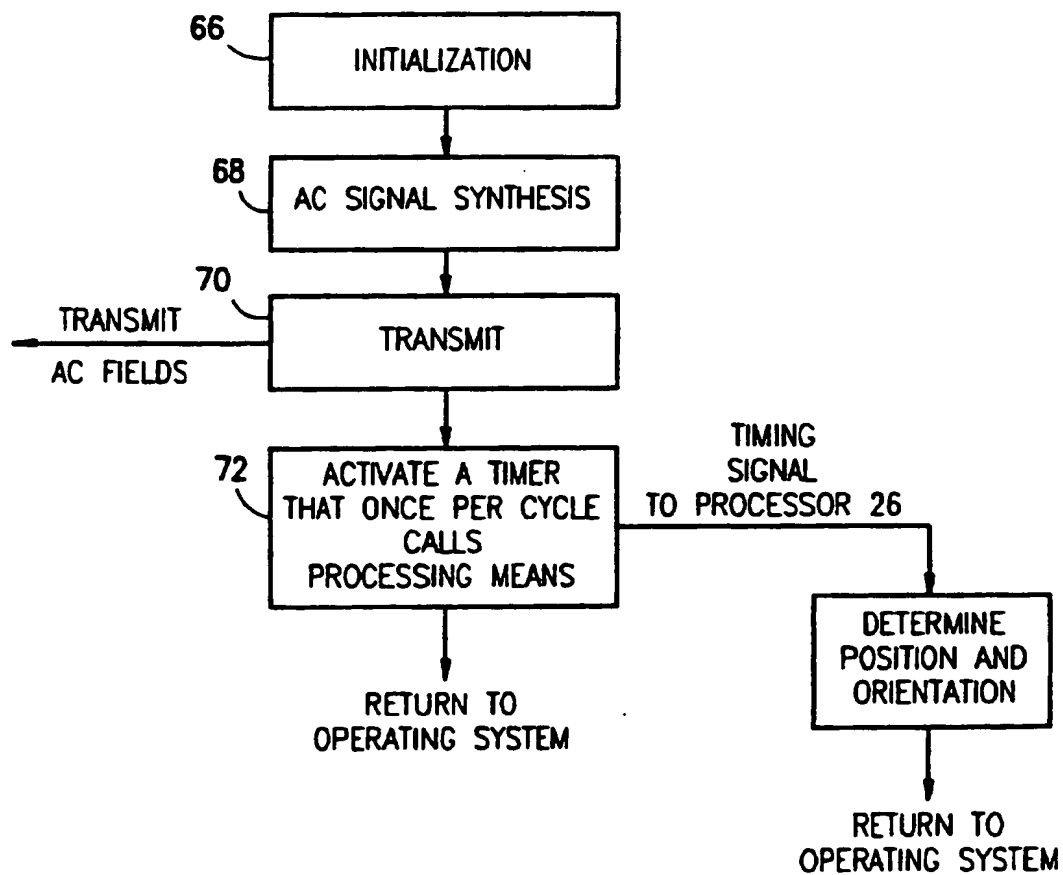 66
INITIALIZATION
68
AC SIGNAL SYNTHESIS
70
TRANSMIT
TRANSMIT
AC FIELDS
72
ACTIVATE A TIMER
THAT ONCE PER CYCLE
CALLS
PROCESSING MEANS
TIMING
SIGNAL
TO PROCESSOR 26
DETERMINE
POSITION AND
ORIENTATION
RETURN TO
OPERATING SYSTEM
RETURN TO
OPERATING SYSTEM